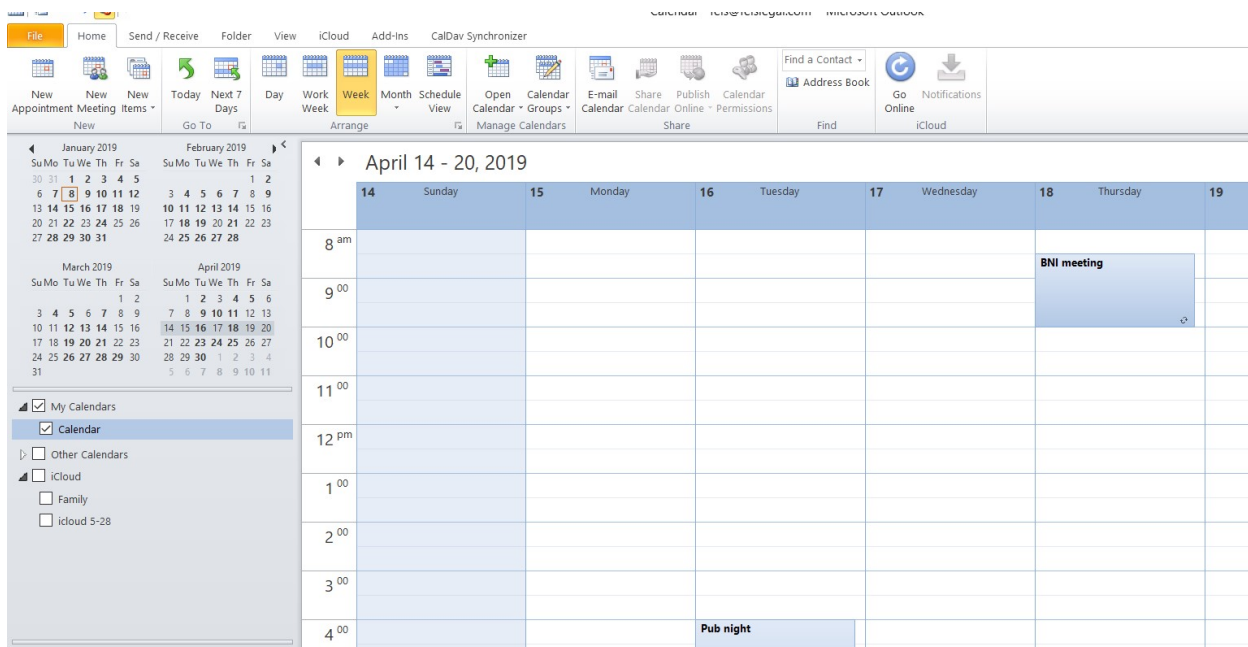 Calendar - feis@feislegal.com - Microsoft Outlook
File Home Send / Receive Folder View iCloud Add-Ins CalDav Synchronizer
New Appointment
New Meeting
New Items
Today
Next 7 Days
Day
Work Week
Week
Month
Schedule View
Open Calendar
Calendar Groups
E-mail Calendar
Share Calendar
Publish Online
Calendar Permissions
Find a Contact
Address Book
Go Online
Notifications
New Go To Arrange Manage Calendars Share Find iCloud
January 2019 February 2019
Su Mo Tu We Th Fr Sa Su Mo Tu We Th Fr Sa
30 31 1 2 3 4 5 1 2
6 7 8 9 10 11 12 3 4 5 6 7 8 9
13 14 15 16 17 18 19 10 11 12 13 14 15 16
20 21 22 23 24 25 26 17 18 19 20 21 22 23
27 28 29 30 31 24 25 26 27 28
March 2019 April 2019
Su Mo Tu We Th Fr Sa Su Mo Tu We Th Fr Sa
1 2 1 2 3 4 5 6
3 4 5 6 7 8 9 7 8 9 10 11 12 13
10 11 12 13 14 15 16 14 15 16 17 18 19 20
17 18 19 20 21 22 23 21 22 23 24 25 26 27
24 25 26 27 28 29 30 28 29 30 1 2 3 4
31 5 6 7 8 9 10 11
My Calendars
Calendar
Other Calendars
iCloud
Family
icloud 5-28
April 14 - 20, 2019
14 Sunday 15 Monday 16 Tuesday 17 Wednesday 18 Thursday 19
8 am
BNI meeting
9 00
10 00
11 00
12 pm
1 00
2 00
3 00
4 00
Pub night